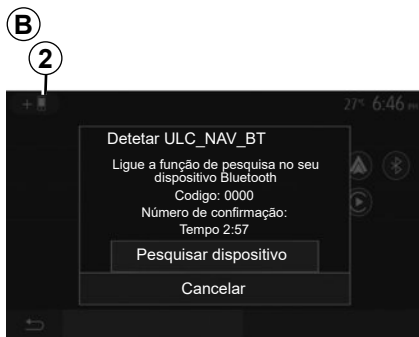 B
2
27° 6:46
Detetar ULC_NAV_BT
Ligue a função de pesquisa no seu
dispositivo Bluetooth
Codigo: 0000
Número de confirmação:
Tempo 2:57
Pesquisar dispositivo
Cancelar